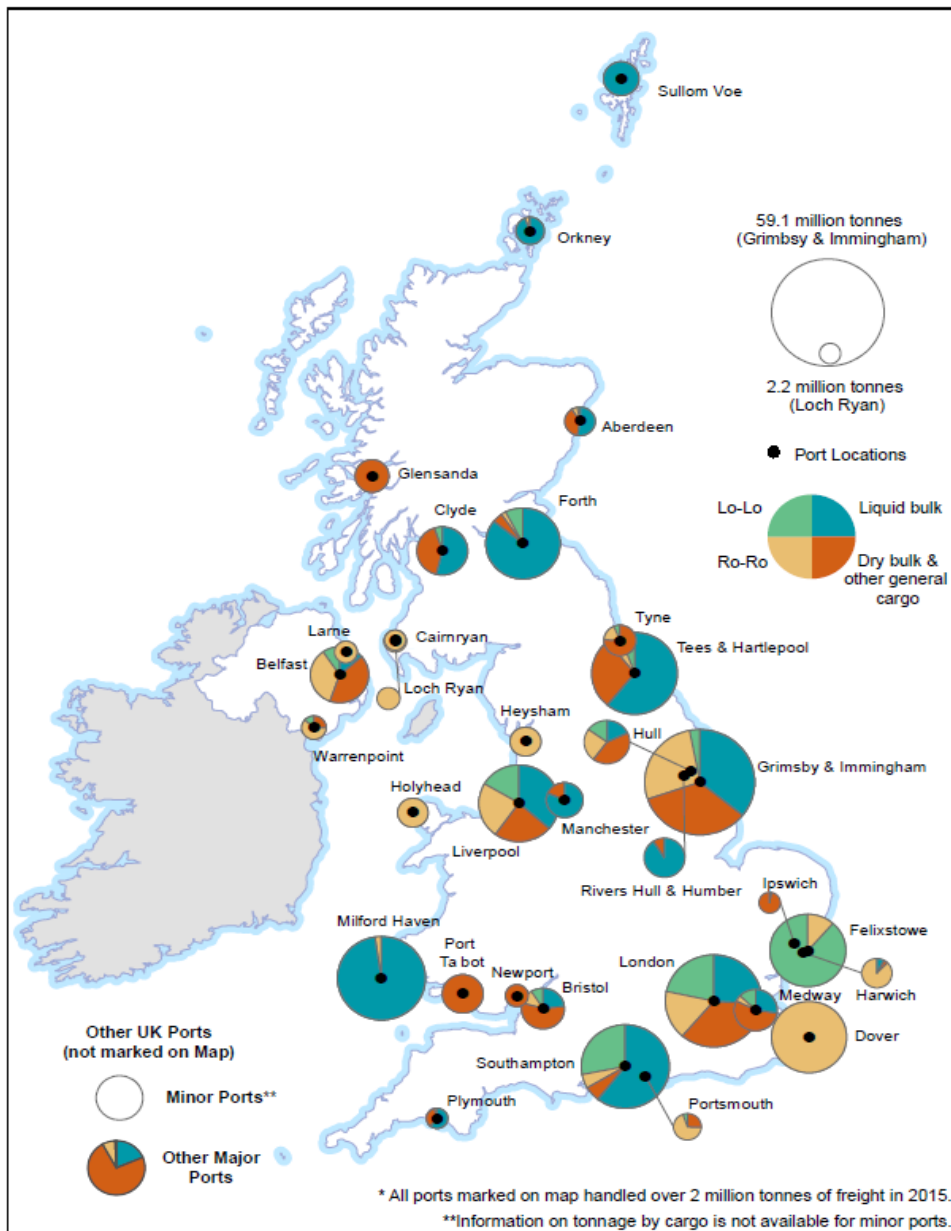 Sullom Voe
Orkney
59.1 million tonnes
(Grimbsy & Immingham)
2.2 million tonnes
(Loch Ryan)
Aberdeen
Port Locations
Glensanda
Clyde
Forth
Lo-Lo
Liquid bulk
Ro-Ro
Dry bulk &
other general
cargo
Tyne
Larne
Cairnryan
Tees & Hartlepool
Belfast
Loch Ryan
Heysham
Hull
Warrenpoint
Grimsby & Immingham
Holyhead
Manchester
Liverpool
Rivers Hull & Humber
Ipswich
Milford Haven
Felixstowe
Port
Ta bot
London
Newport
Bristol
Medway
Harwich
Other UK Ports
(not marked on Map)
Dover
Southampton
Minor Ports**
Plymouth
Portsmouth
Other Major
Ports
* All ports marked on map handled over 2 million tonnes of freight in 2015.
**Information on tonnage by cargo is not available for minor ports.